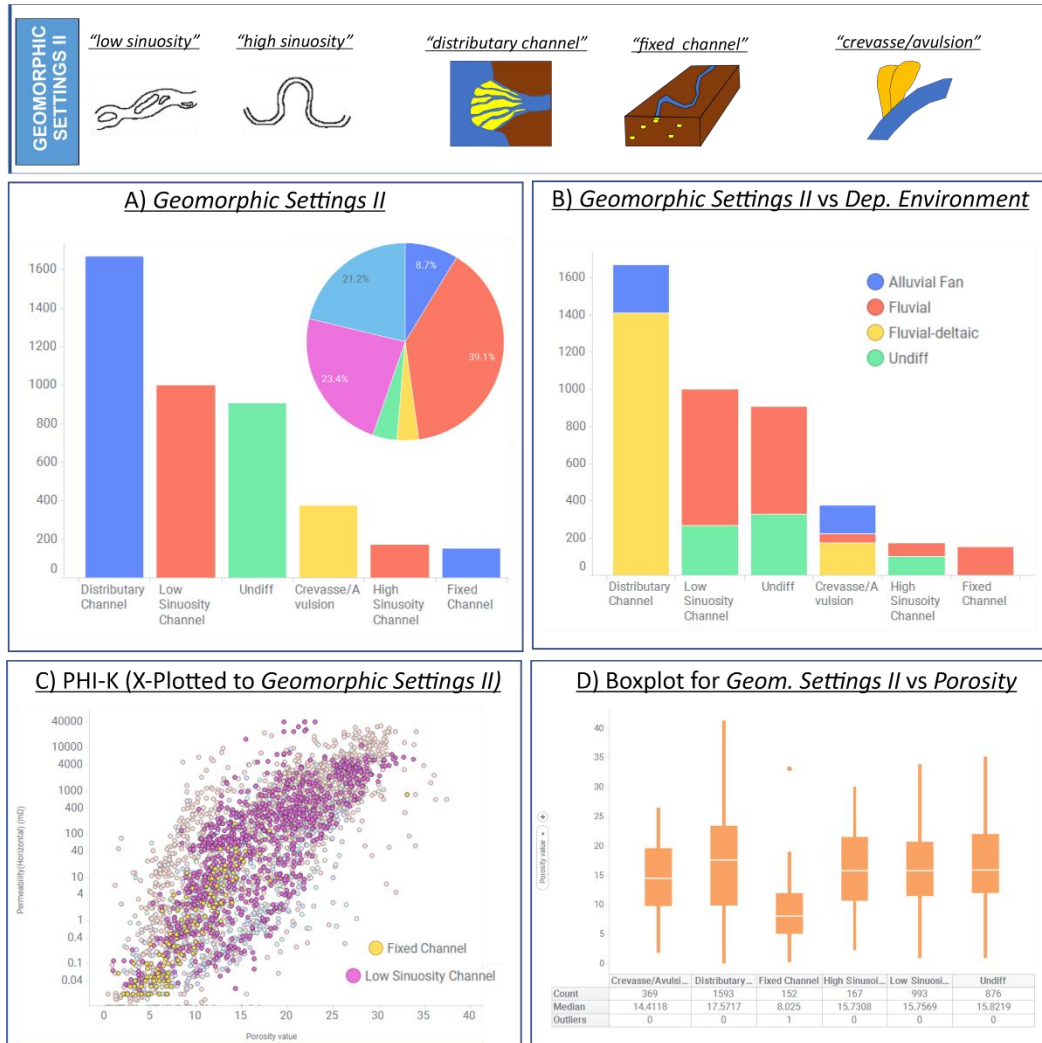 GEOMORPHIC
SETTINGS II
“low sinuosity”
“high sinuosity”
“distributary channel”
“fixed channel”
“crevasse/avulsion”
A) Geomorphic Settings II
1600
1400
1200
1000
800
600
400
200
0
8.7%
39.1%
23.4%
21.2%
Distributary
Channel
Low
Sinuosity
Channel
Undiff
Crevasse/A
vulsion
High
Sinusoity
Channel
Fixed
Channel
B) Geomorphic Settings II vs Dep. Environment
1600
1400
1200
1000
800
600
400
200
0
Alluvial Fan
Fluvial
Fluvial-deltaic
Undiff
Distributary
Channel
Low
Sinuosity
Channel
Undiff
Crevasse/A
vulsion
High
Sinusoity
Channel
Fixed
Channel
C) PHI-K (X-Plotted to Geomorphic Settings II)
Permeability(Horizontal) (mD)
40000
10000
4000
1000
400
100
40
10
4
1
0.4
0.1
0.04
Fixed Channel
Low Sinuosity Channel
0 5 10 15 20 25 30 35 40
Porosity value
D) Boxplot for Geom. Settings II vs Porosity
Porosity value
40
35
30
25
20
15
10
5
0
Crevasse/Avulsi... Distributary ... Fixed Channel High Sinusoi... Low Sinuosi... Undiff
Count 369 1593 152 167 993 876
Median 14.4118 17.5717 8.025 15.7308 15.7569 15.8219
Outliers 0 0 1 0 0 0